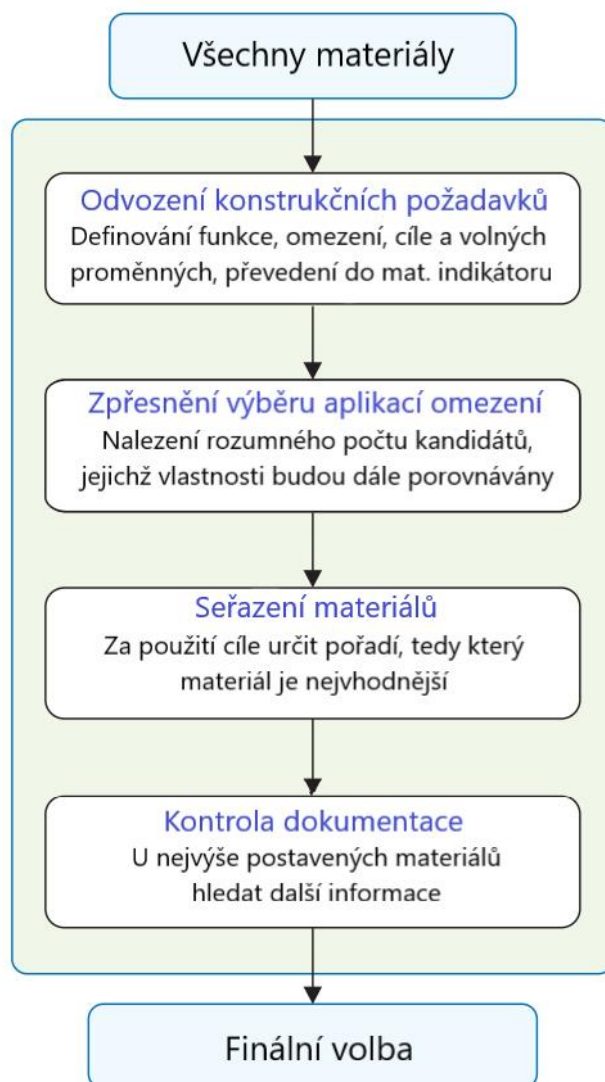 Všechny materiály
Odvození konstrukčních požadavků
Definování funkce, omezení, cíle a volných
proměnných, převedení do mat. indikátoru
Zpřesnění výběru aplikací omezení
Nalezení rozumného počtu kandidátů,
jejichž vlastnosti budou dále porovnávány
Seřazení materiálů
Za použití cíle určit pořadí, tedy který
materiál je nejvhodnější
Kontrola dokumentace
U nejvýše postavených materiálů
hledat další informace
Finální volba